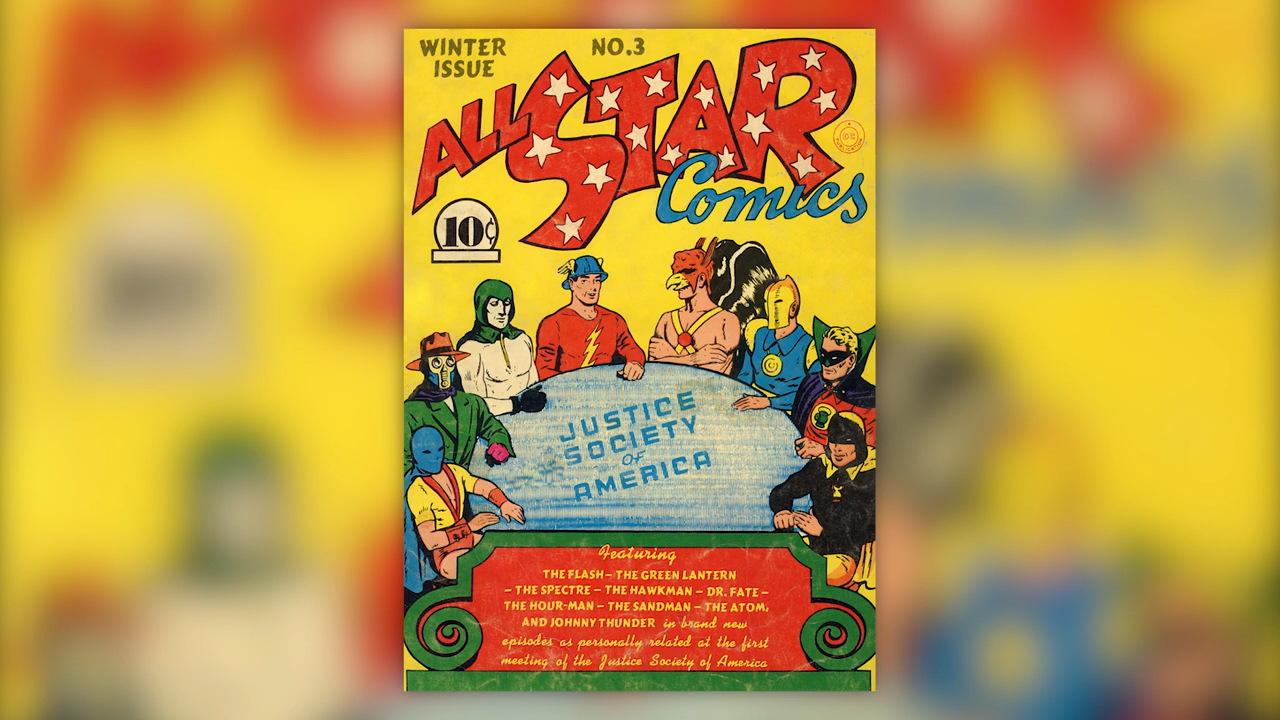 WINTER ISSUE
NO.3
ALL STAR
Comics
A DC PUBLICATION
10¢
JUSTICE
SOCIETY
OF
AMERICA
Featuring
THE FLASH – THE GREEN LANTERN
– THE SPECTRE – THE HAWKMAN – DR. FATE –
THE HOUR-MAN – THE SANDMAN – THE ATOM,
AND JOHNNY THUNDER in brand new
episodes as personally related at the first
meeting of the Justice Society of America